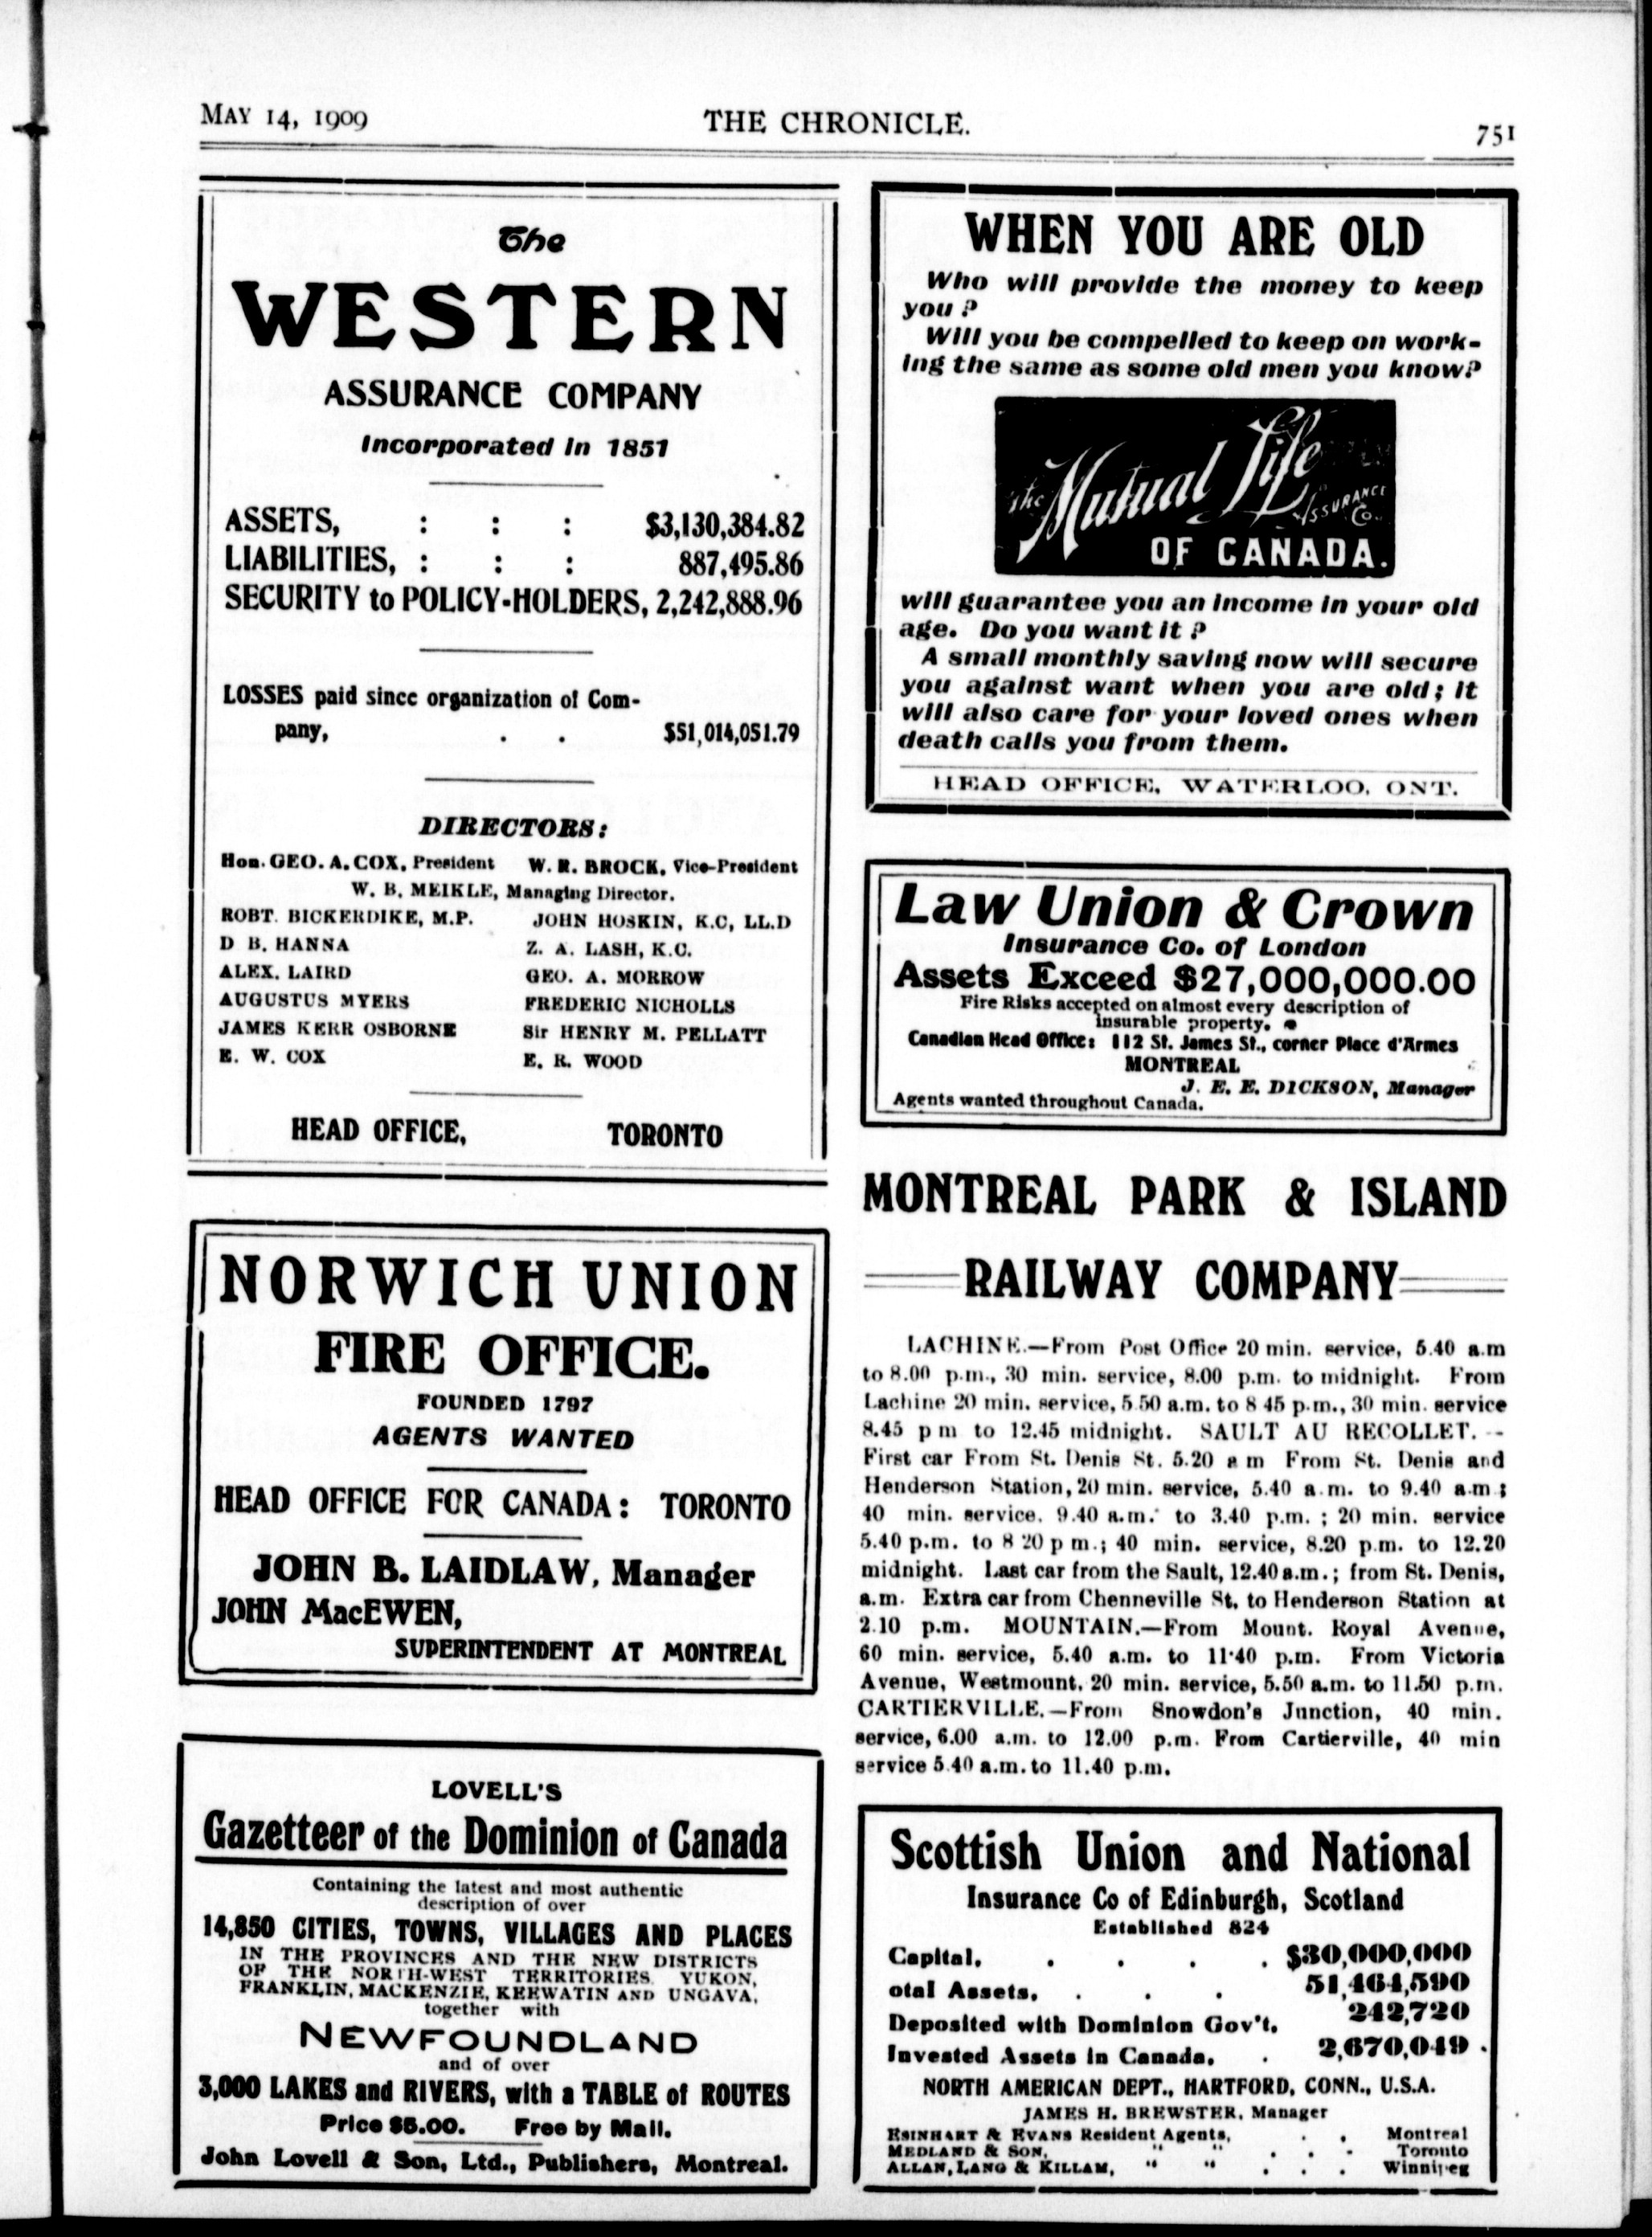 MAY 14, 1909
THE CHRONICLE.
751
The
WESTERN
ASSURANCE COMPANY
Incorporated in 1851
ASSETS, : : : $3,130,384.82
LIABILITIES, : : : 887,495.86
SECURITY to POLICY-HOLDERS, 2,242,888.96
LOSSES paid since organization of Com-
pany, . . $51,014,051.79
DIRECTORS:
Hon. GEO. A. COX, President W. R. BROCK, Vice-President
W. B. MEIKLE, Managing Director.
ROBT. BICKERDIKE, M.P. JOHN HOSKIN, K.C, LL.D
D B. HANNA Z. A. LASH, K.C.
ALEX. LAIRD GEO. A. MORROW
AUGUSTUS MYERS FREDERIC NICHOLLS
JAMES KERR OSBORNE Sir HENRY M. PELLATT
E. W. COX E. R. WOOD
HEAD OFFICE, TORONTO
NORWICH UNION
FIRE OFFICE.
FOUNDED 1797
AGENTS WANTED
HEAD OFFICE FOR CANADA: TORONTO
JOHN B. LAIDLAW, Manager
JOHN MacEWEN,
SUPERINTENDENT AT MONTREAL
LOVELL'S
Gazetteer of the Dominion of Canada
Containing the latest and most authentic
description of over
14,850 CITIES, TOWNS, VILLAGES AND PLACES
IN THE PROVINCES AND THE NEW DISTRICTS
OF THE NORTH-WEST TERRITORIES. YUKON,
FRANKLIN, MACKENZIE, KEEWATIN AND UNGAVA,
together with
NEWFOUNDLAND
and of over
3,000 LAKES and RIVERS, with a TABLE of ROUTES
Price $5.00. Free by Mail.
John Lovell & Son, Ltd., Publishers, Montreal.
WHEN YOU ARE OLD
Who will provide the money to keep
you?
Will you be compelled to keep on work-
ing the same as some old men you know?
The Mutual Life
ASSURANCE
Co.
OF CANADA.
will guarantee you an income in your old
age. Do you want it?
A small monthly saving now will secure
you against want when you are old; it
will also care for your loved ones when
death calls you from them.
HEAD OFFICE, WATERLOO, ONT.
Law Union & Crown
Insurance Co. of London
Assets Exceed $27,000,000.00
Fire Risks accepted on almost every description of
insurable property.
Canadian Head Office: 112 St. James St., corner Place d'Armes
MONTREAL
J. E. E. DICKSON, Manager
Agents wanted throughout Canada.
MONTREAL PARK & ISLAND
RAILWAY COMPANY
LACHINE.—From Post Office 20 min. service, 5.40 a.m
to 8.00 p.m., 30 min. service, 8.00 p.m. to midnight. From
Lachine 20 min. service, 5.50 a.m. to 8 45 p.m., 30 min. service
8.45 p m to 12.45 midnight. SAULT AU RECOLLET. --
First car From St. Denis St. 5.20 a m From St. Denis and
Henderson Station, 20 min. service, 5.40 a.m. to 9.40 a.m;
40 min. service. 9.40 a.m. to 3.40 p.m. ; 20 min. service
5.40 p.m. to 8 20 p m.; 40 min. service, 8.20 p.m. to 12.20
midnight. Last car from the Sault, 12.40 a.m.; from St. Denis,
a.m. Extra car from Chenneville St. to Henderson Station at
2.10 p.m. MOUNTAIN.—From Mount. Royal Avenue,
60 min. service, 5.40 a.m. to 11·40 p.m. From Victoria
Avenue, Westmount, 20 min. service, 5.50 a.m. to 11.50 p.m.
CARTIERVILLE.—From Snowdon's Junction, 40 min.
service, 6.00 a.m. to 12.00 p.m. From Cartierville, 40 min
service 5.40 a.m. to 11.40 p.m.
Scottish Union and National
Insurance Co of Edinburgh, Scotland
Established 824
Capital, . . . . $30,000,000
otal Assets, . . . 51,464,590
Deposited with Dominion Gov't, 242,720
Invested Assets in Canada, . 2,670,049
NORTH AMERICAN DEPT., HARTFORD, CONN., U.S.A.
JAMES H. BREWSTER, Manager
ESINHART & EVANS Resident Agents, . . Montreal
MEDLAND & SON, " " . . . Toronto
ALLAN, LANG & KILLAM, " " . . . Winnipeg